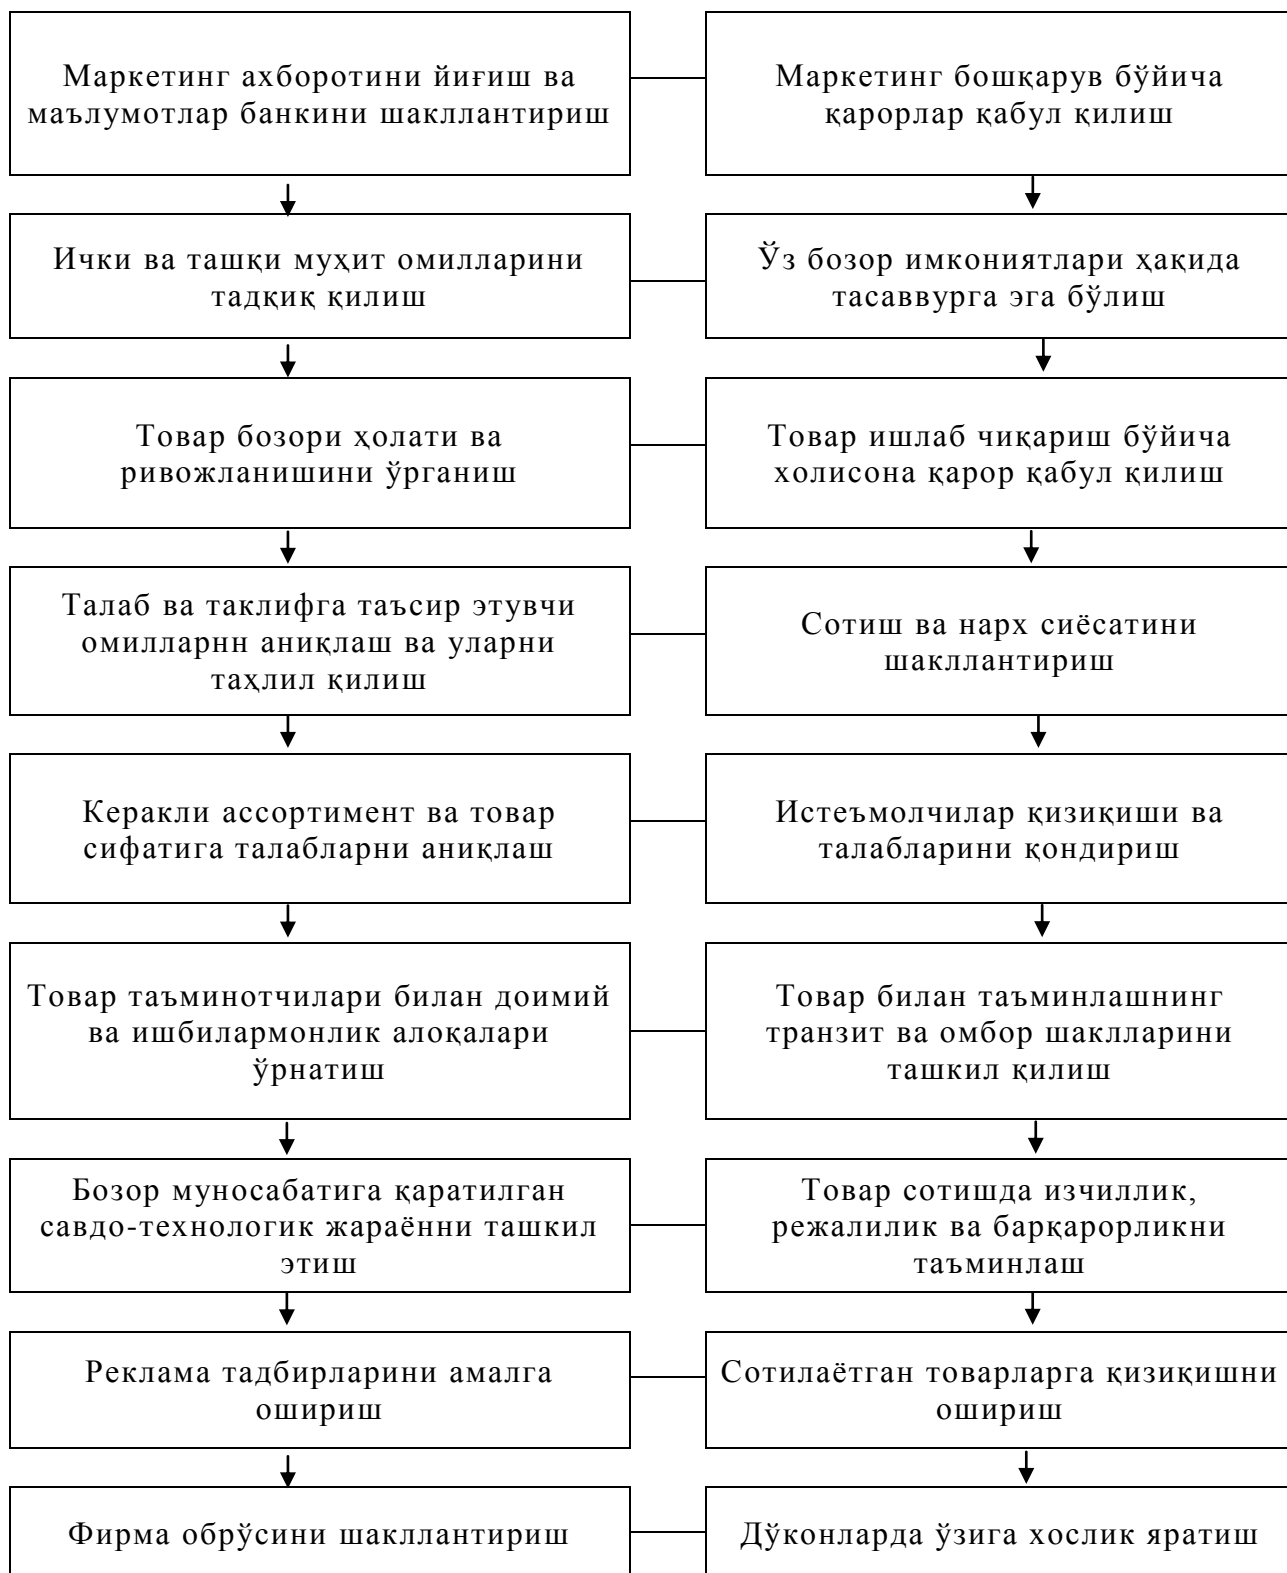 Маркетинг ахборотини йиғиш ва
маълумотлар банкини шакллантириш
Маркетинг бошқарув бўйича
қарорлар қабул қилиш
Ички ва ташқи муҳит омилларини
тадқиқ қилиш
Ўз бозор имкониятлари ҳақида
тасаввурга эга бўлиш
Товар бозори ҳолати ва
ривожланишини ўрганиш
Товар ишлаб чиқариш бўйича
холисона қарор қабул қилиш
Талаб ва таклифга таъсир этувчи
омилларнн аниқлаш ва уларни
таҳлил қилиш
Сотиш ва нарх сиёсатини
шакллантириш
Керакли ассортимент ва товар
сифатига талабларни аниқлаш
Истеъмолчилар қизиқиши ва
талабларини қондириш
Товар таъминотчилари билан доимий
ва ишбилармонлик алоқалари
ўрнатиш
Товар билан таъминлашнинг
транзит ва омбор шаклларини
ташкил қилиш
Бозор муносабатига қаратилган
савдо-технологик жараённи ташкил
этиш
Товар сотишда изчиллик,
режалилик ва барқарорликни
таъминлаш
Реклама тадбирларини амалга
ошириш
Сотилаётган товарларга қизиқишни
ошириш
Фирма обрўсини шакллантириш
Дўконларда ўзига хослик яратиш